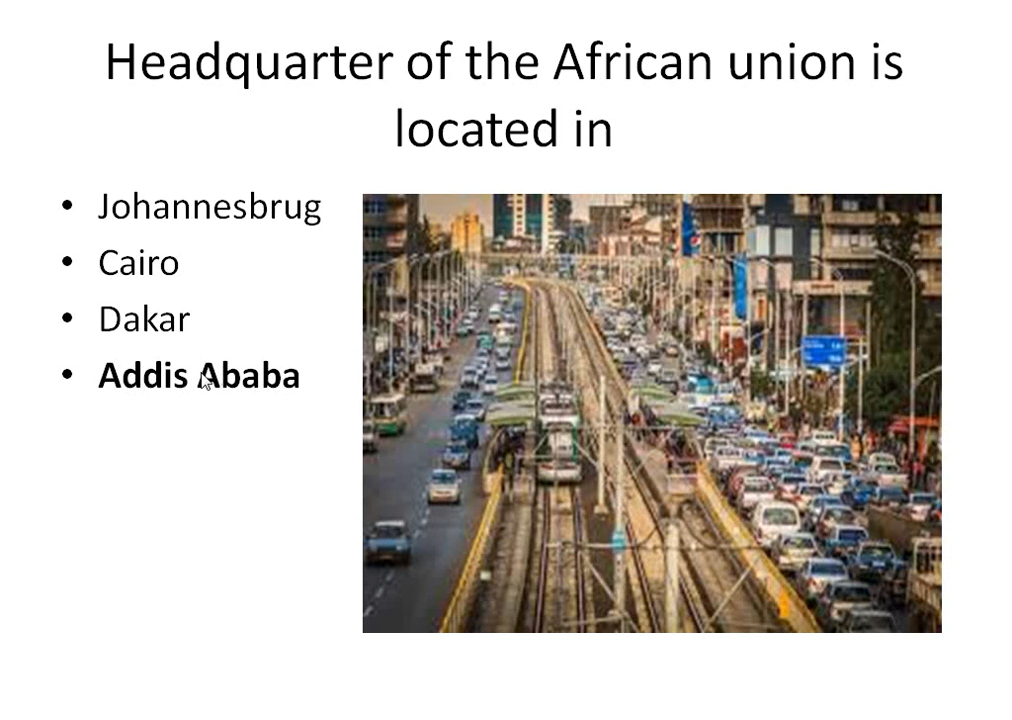 Headquarter of the African union is
located in
• Johannesbrug
• Cairo
• Dakar
• Addis Ababa